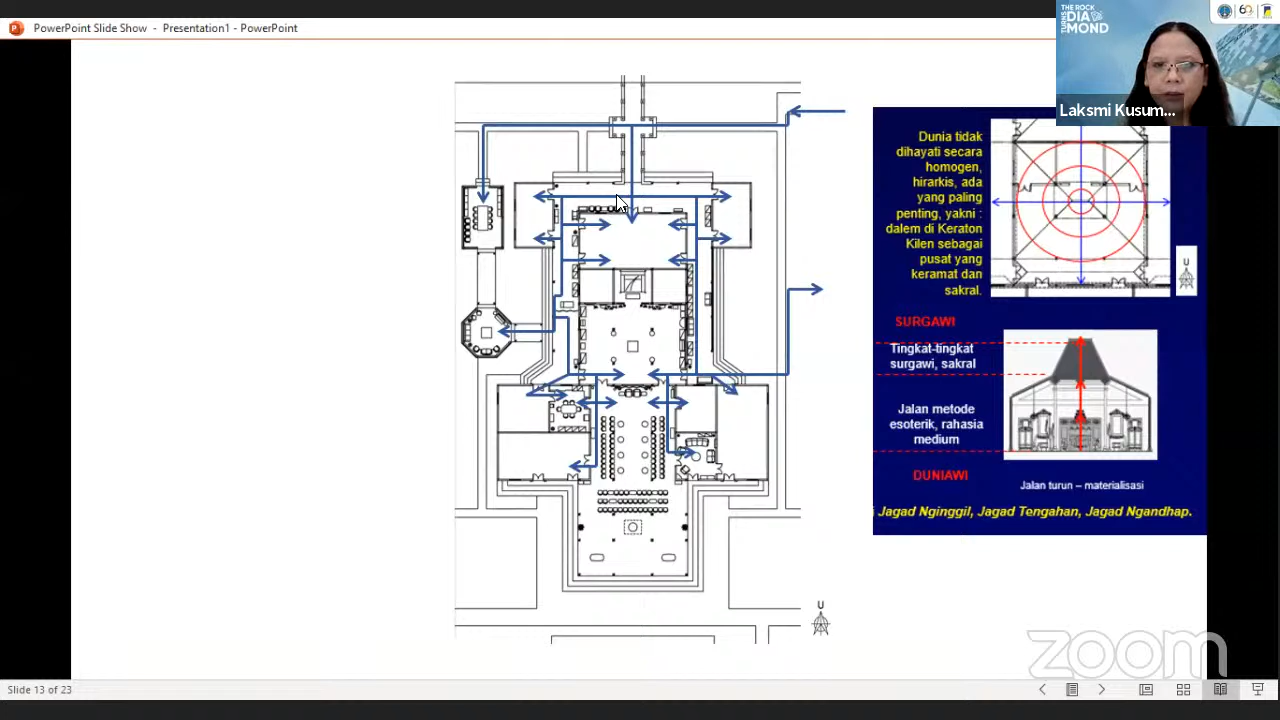 PowerPoint Slide Show - Presentation1 - PowerPoint
THE ROCK
TURNS
DIA
MOND
60
Laksmi Kusum...
Dunia tidak
dihayati secara
homogen,
hirarkis, ada
yang paling
penting, yakni :
dalem di Keraton
Kilen sebagai
pusat yang
keramat dan
sakral.
U
SURGAWI
Tingkat-tingkat
surgawi, sakral
Jalan metode
esoterik, rahasia
medium
DUNIAWI
Jalan turun – materialisasi
Jagad Nginggil, Jagad Tengahan, Jagad Ngandhap.
U
zoom
Slide 13 of 23